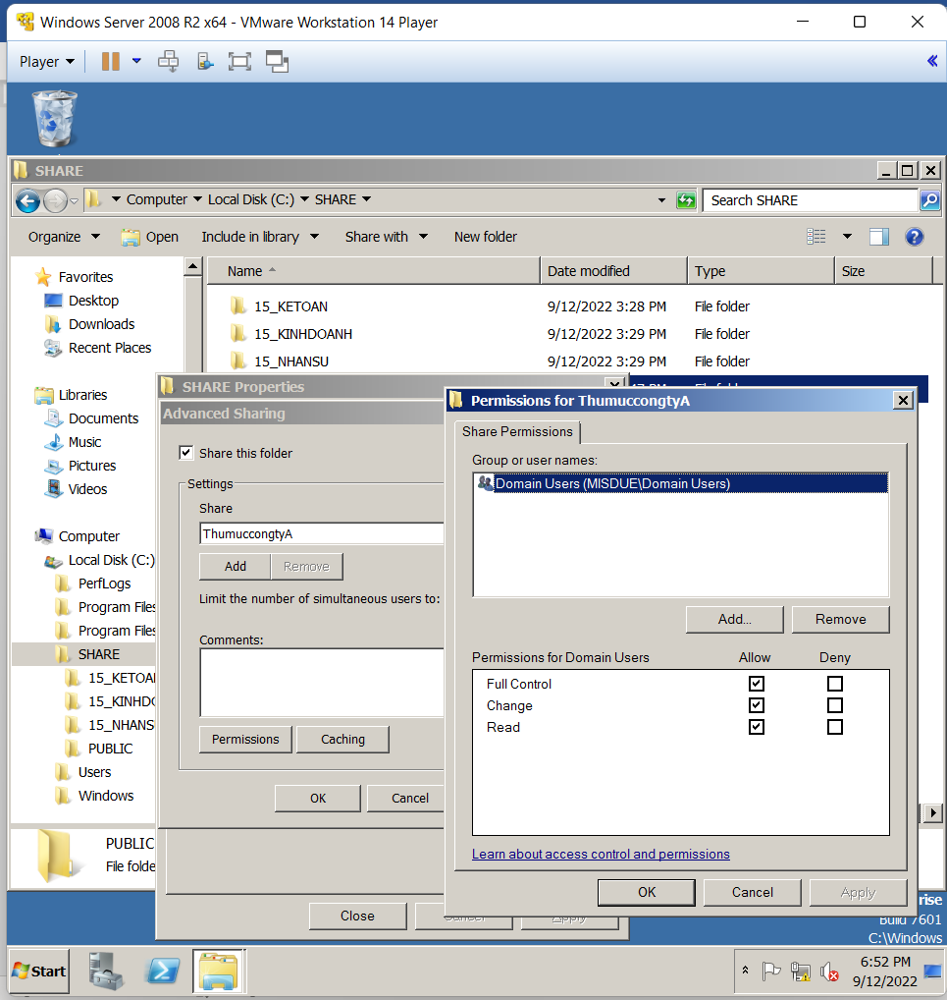 Windows Server 2008 R2 x64 - VMware Workstation 14 Player
Player
SHARE
Computer Local Disk (C:) SHARE
Search SHARE
Organize Open Include in library Share with New folder
Name Date modified Type Size
Favorites
Desktop
Downloads
Recent Places
Libraries
Documents
Music
Pictures
Videos
Computer
Local Disk (C:)
PerfLogs
Program Files
Program Files
SHARE
15_KETOAN
15_KINHDO
15_NHANS
PUBLIC
Users
Windows
15_KETOAN 9/12/2022 3:28 PM File folder
15_KINHDOANH 9/12/2022 3:29 PM File folder
15_NHANSU 9/12/2022 3:29 PM File folder
PUBLIC
File folde
SHARE Properties
Advanced Sharing
Share this folder
Settings
Share
ThumuccongtyA
Add Remove
Limit the number of simultaneous users to:
Comments:
Permissions Caching
OK Cancel
Close Cancel Apply
Permissions for ThumuccongtyA
Share Permissions
Group or user names:
Domain Users (MISDUE\Domain Users)
Add... Remove
Permissions for Domain Users Allow Deny
Full Control
Change
Read
Learn about access control and permissions
OK Cancel Apply
rise
Build 7601
C:\Windows
Start
6:52 PM
9/12/2022